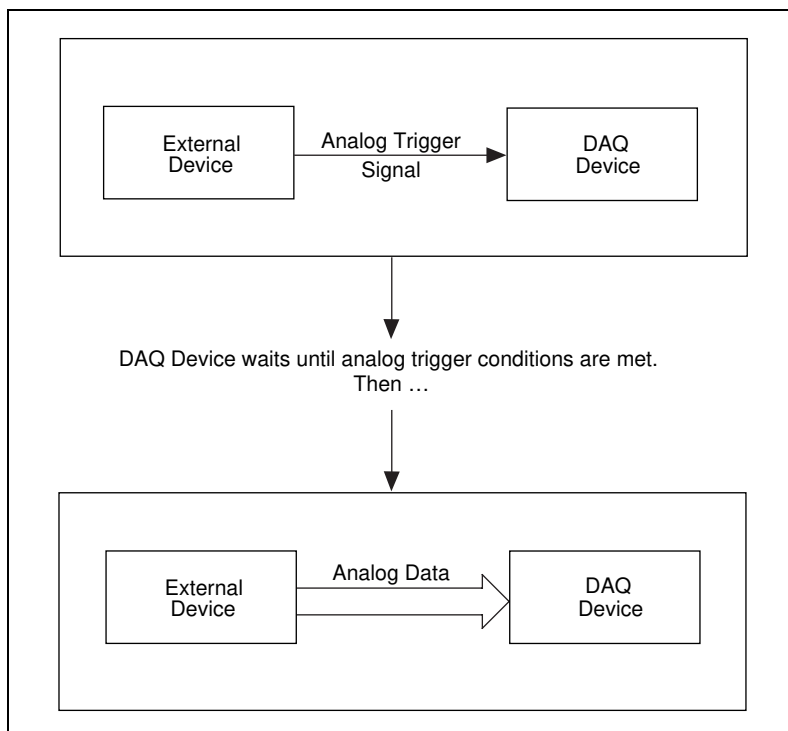 External
Device
Analog Trigger
Signal
DAQ
Device
DAQ Device waits until analog trigger conditions are met.
Then …
External
Device
Analog Data
DAQ
Device